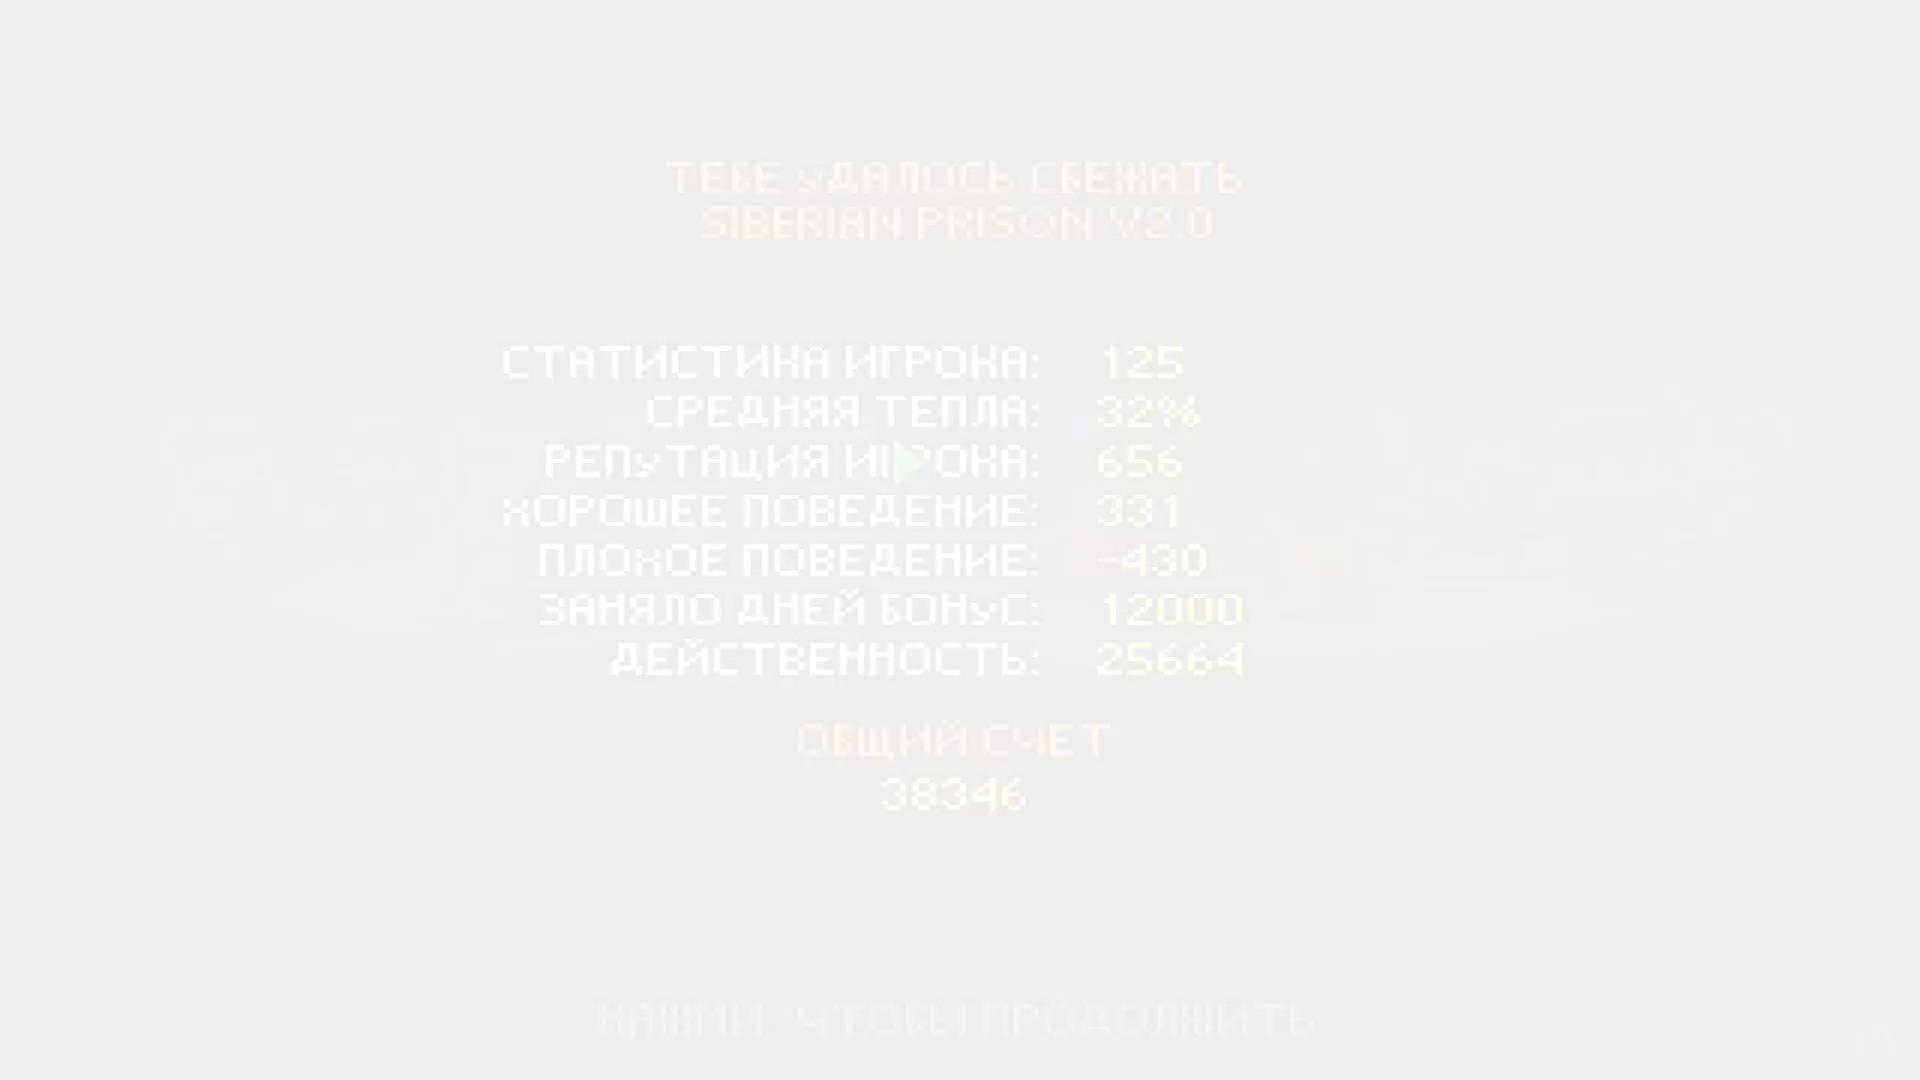 ТЕБЕ уДАЛОСЬ СБЕЖАТЬ
SIBERIAN PRISON V2.0
СТАТИСТИКА ИГРОКА: 125
СРЕДНЯЯ ТЕПЛА: 32%
РЕПуТАЦИЯ ИГРОКА: 656
ХОРОШЕЕ ПОВЕДЕНИЕ: 331
ПЛОХОЕ ПОВЕДЕНИЕ: -430
ЗАНЯЛО ДНЕЙ БОНуС: 12000
ДЕЙСТВЕННОСТЬ: 25664
ОБЩИЙ СЧЕТ
38346
НАЖМИ, ЧТОБЫ ПРОДОЛЖИТЬ